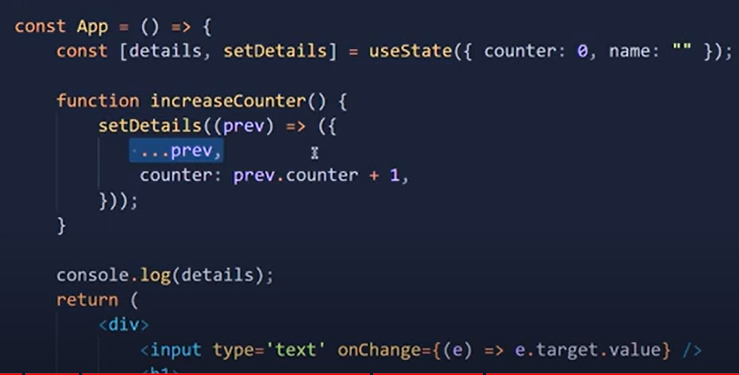 const App = () => {
const [details, setDetails] = useState({ counter: 0, name: "" });
function increaseCounter() {
setDetails((prev) => ({
...prev,
counter: prev.counter + 1,
}));
}
console.log(details);
return (
<div>
<input type='text' onChange={(e) => e.target.value} />
<h1>